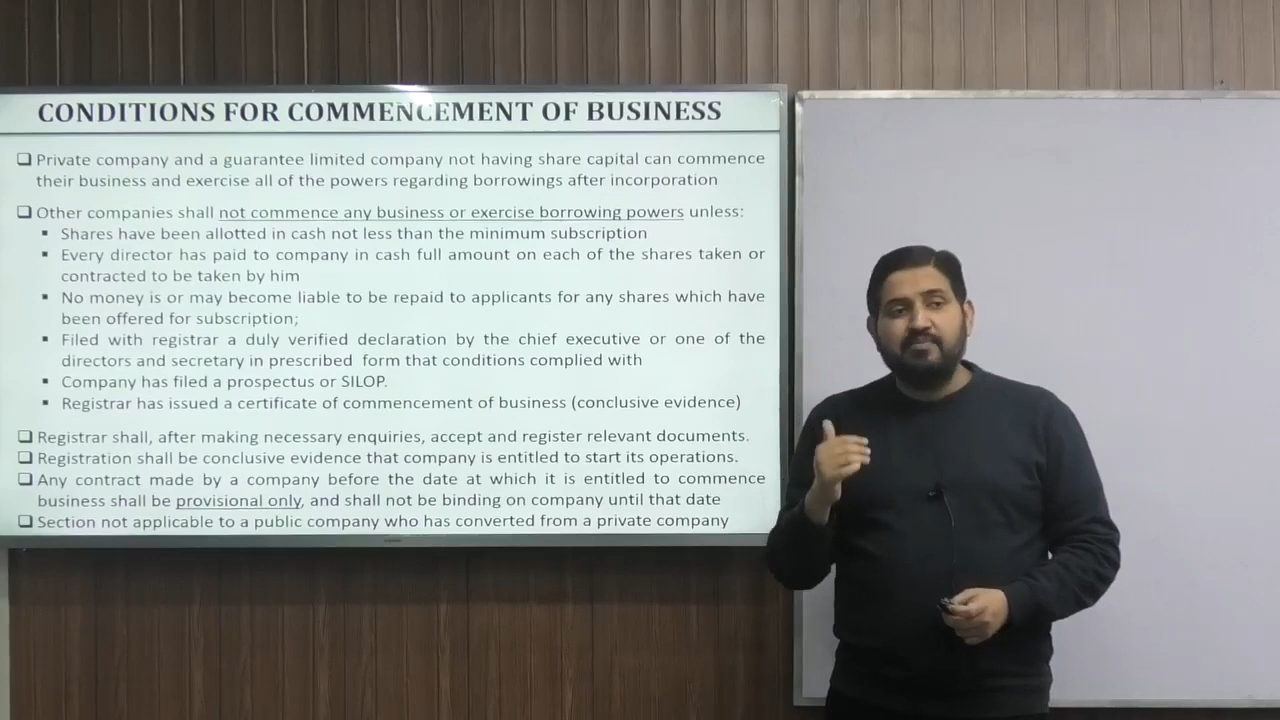 CONDITIONS FOR COMMENCEMENT OF BUSINESS
Private company and a guarantee limited company not having share capital can commence
their business and exercise all of the powers regarding borrowings after incorporation
Other companies shall not commence any business or exercise borrowing powers unless:
Shares have been allotted in cash not less than the minimum subscription
Every director has paid to company in cash full amount on each of the shares taken or
contracted to be taken by him
No money is or may become liable to be repaid to applicants for any shares which have
been offered for subscription;
Filed with registrar a duly verified declaration by the chief executive or one of the
directors and secretary in prescribed form that conditions complied with
Company has filed a prospectus or SILOP.
Registrar has issued a certificate of commencement of business (conclusive evidence)
Registrar shall, after making necessary enquiries, accept and register relevant documents.
Registration shall be conclusive evidence that company is entitled to start its operations.
Any contract made by a company before the date at which it is entitled to commence
business shall be provisional only, and shall not be binding on company until that date
Section not applicable to a public company who has converted from a private company